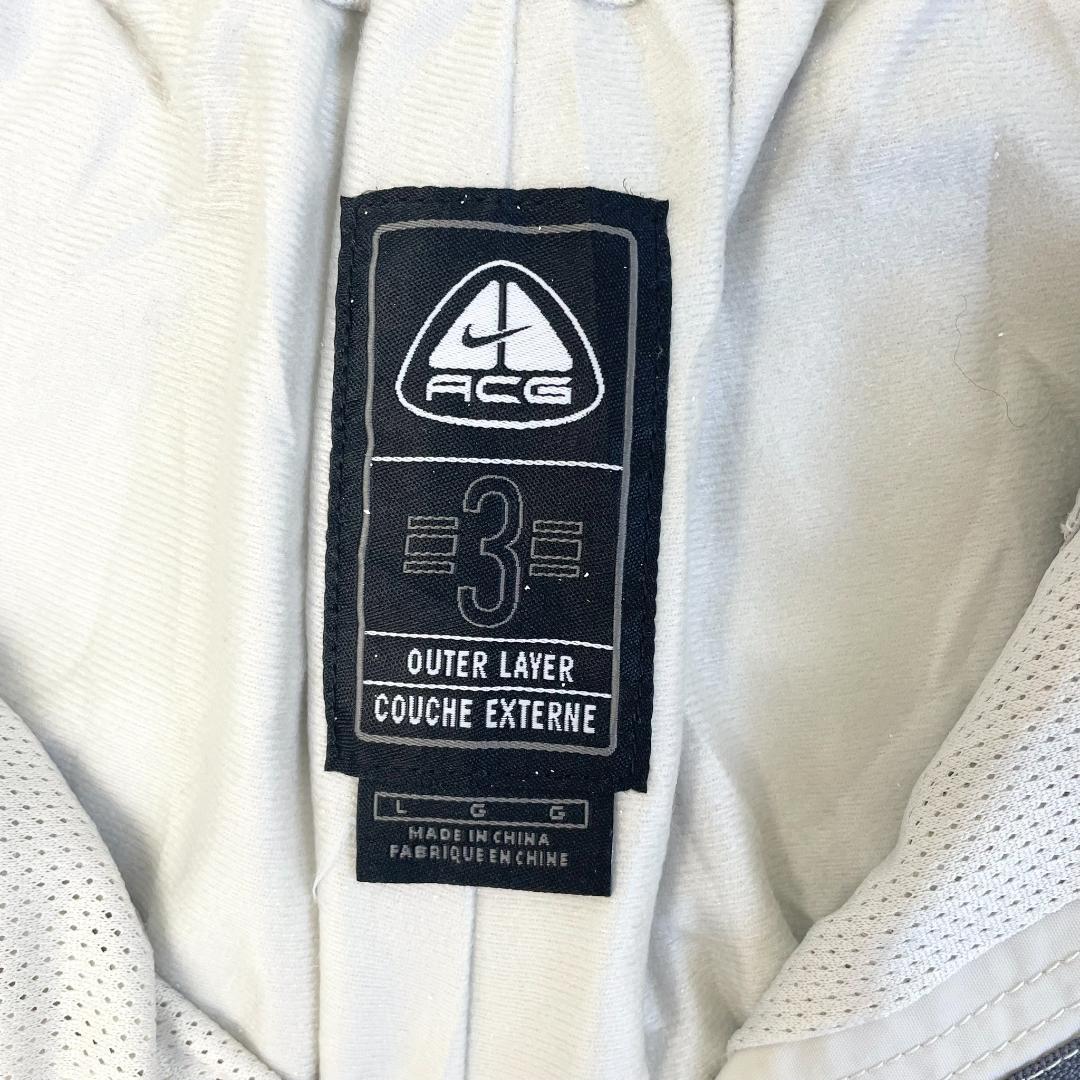 ACG
3
OUTER LAYER
COUCHE EXTERNE
L G G
MADE IN CHINA
FABRIQUE EN CHINE